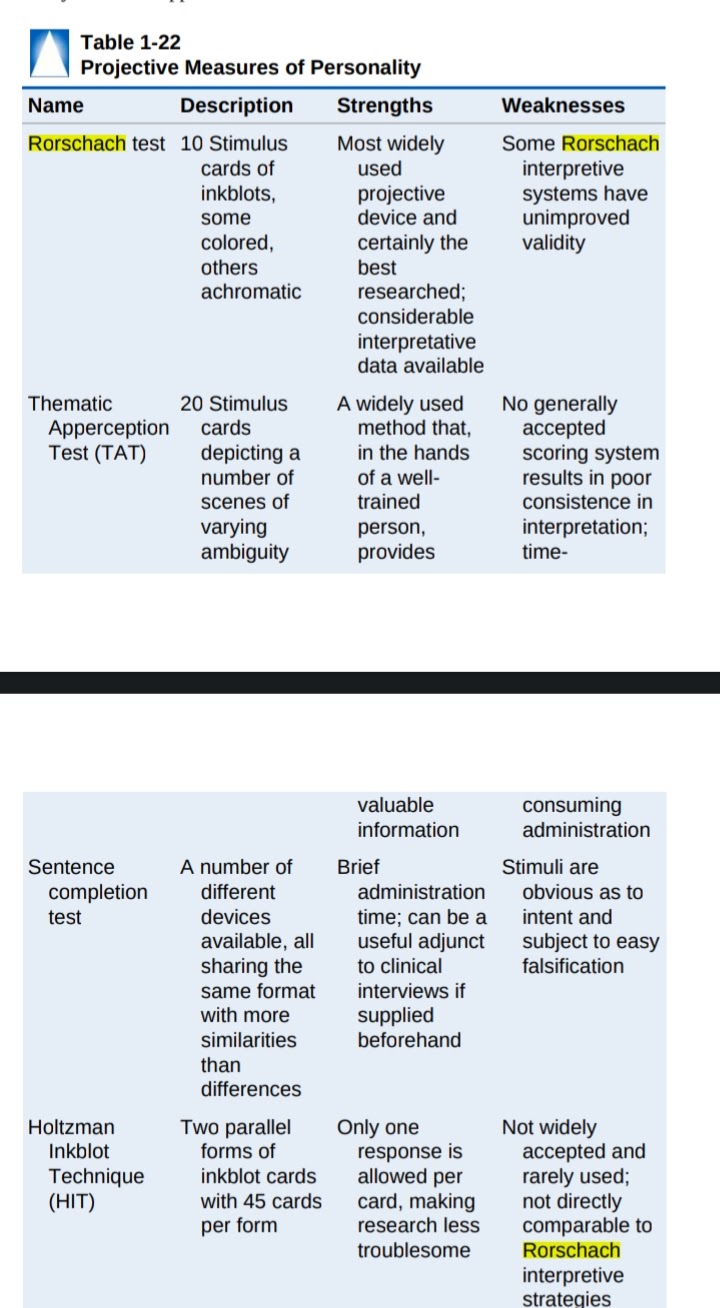 Table 1-22
Projective Measures of Personality
Name Description Strengths Weaknesses
Rorschach test 10 Stimulus Most widely Some Rorschach
cards of used interpretive
inkblots, projective systems have
some device and unimproved
colored, certainly the validity
others best
achromatic researched;
considerable
interpretative
data available
Thematic 20 Stimulus A widely used No generally
Apperception cards method that, accepted
Test (TAT) depicting a in the hands scoring system
number of of a well- results in poor
scenes of trained consistence in
varying person, interpretation;
ambiguity provides time-
valuable consuming
information administration
Sentence A number of Brief Stimuli are
completion different administration obvious as to
test devices time; can be a intent and
available, all useful adjunct subject to easy
sharing the to clinical falsification
same format interviews if
with more supplied
similarities beforehand
than
differences
Holtzman Two parallel Only one Not widely
Inkblot forms of response is accepted and
Technique inkblot cards allowed per rarely used;
(HIT) with 45 cards card, making not directly
per form research less comparable to
troublesome Rorschach
interpretive
strategies